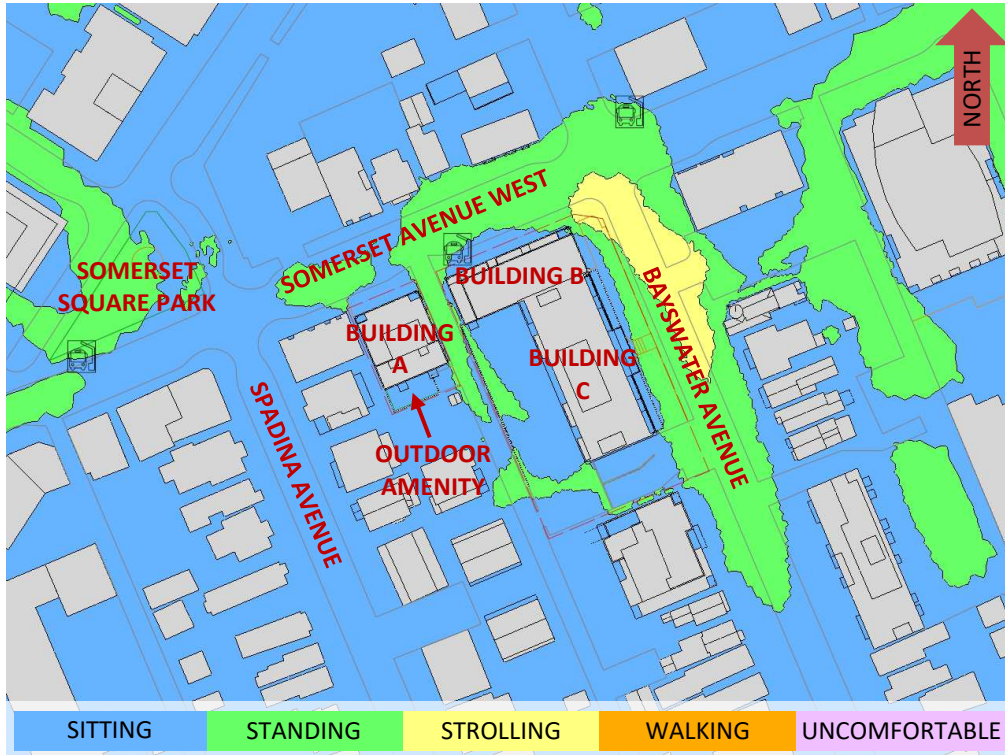 NORTH
SOMERSET AVENUE WEST
SOMERSET
SQUARE PARK
BUILDING B
BUILDING
A
BUILDING
C
BAYSWATER AVENUE
SPADINA AVENUE
OUTDOOR
AMENITY
SITTING
STANDING
STROLLING
WALKING
UNCOMFORTABLE